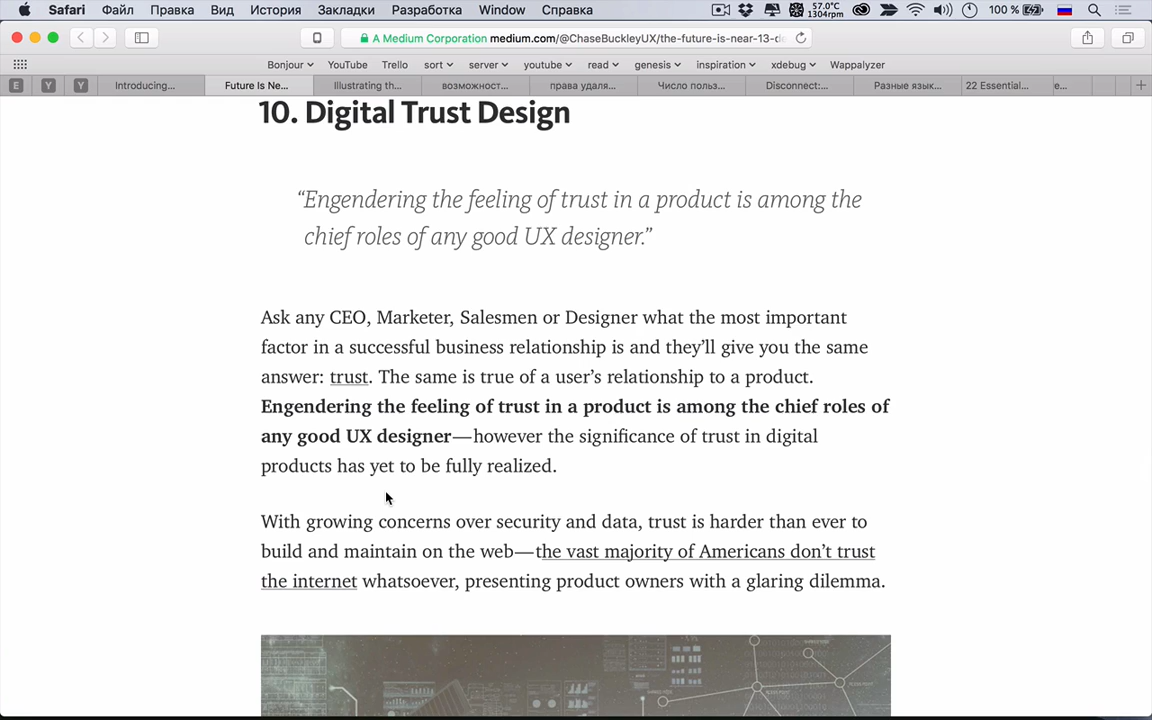 Safari Файл Правка Вид История Закладки Разработка Window Справка 57.0°C 1304rpm 100 %
A Medium Corporation medium.com/@ChaseBuckleyUX/the-future-is-near-13-d
Bonjour YouTube Trello sort server youtube read genesis inspiration xdebug Wappalyzer
E Y Y Introducing... Future Is Ne... Illustrating th... возможност... права удаля... Число польз... Disconnect:... Разные язык... 22 Essential... e...
10. Digital Trust Design
“Engendering the feeling of trust in a product is among the
chief roles of any good UX designer.”
Ask any CEO, Marketer, Salesmen or Designer what the most important
factor in a successful business relationship is and they’ll give you the same
answer: trust. The same is true of a user’s relationship to a product.
Engendering the feeling of trust in a product is among the chief roles of
any good UX designer—however the significance of trust in digital
products has yet to be fully realized.
With growing concerns over security and data, trust is harder than ever to
build and maintain on the web—the vast majority of Americans don’t trust
the internet whatsoever, presenting product owners with a glaring dilemma.